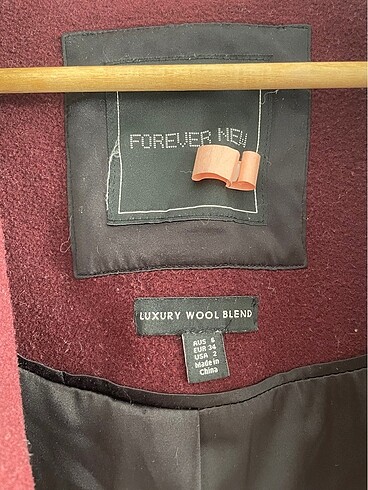 FOREVER NEW
LUXURY WOOL BLEND
AUS 6
EUR 34
USA 2
Made in
China